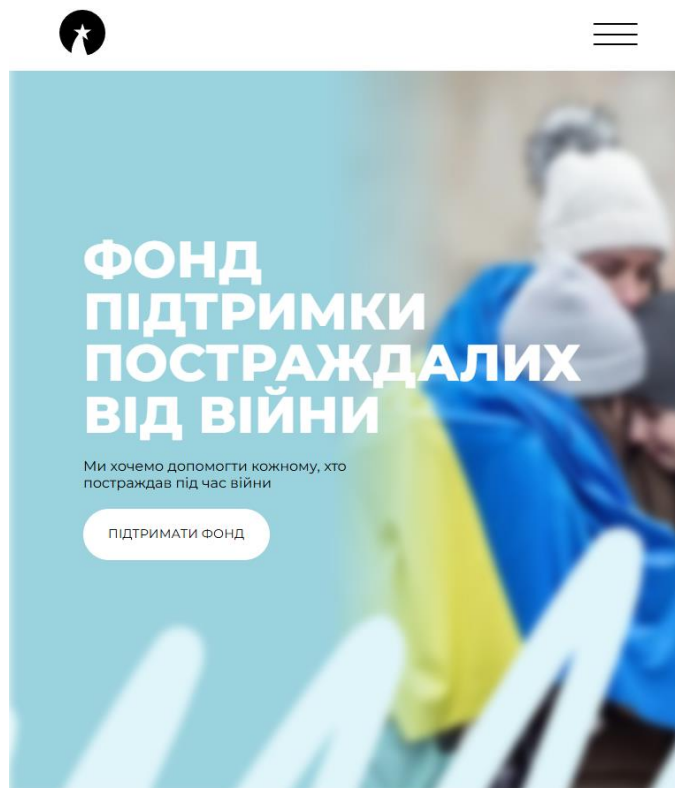 ФОНД
ПІДТРИМКИ
ПОСТРАЖДАЛИХ
ВІД ВІЙНИ
Ми хочемо допомогти кожному, хто
постраждав під час війни
ПІДТРИМАТИ ФОНД